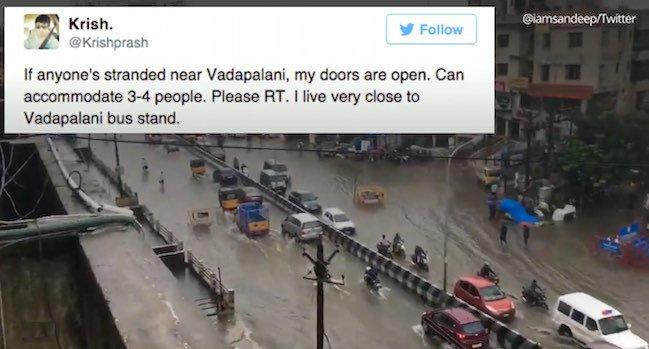 @iamsandeep/Twitter
Krish.
@Krishprash
Follow
If anyone's stranded near Vadapalani, my doors are open. Can
accommodate 3-4 people. Please RT. I live very close to
Vadapalani bus stand.